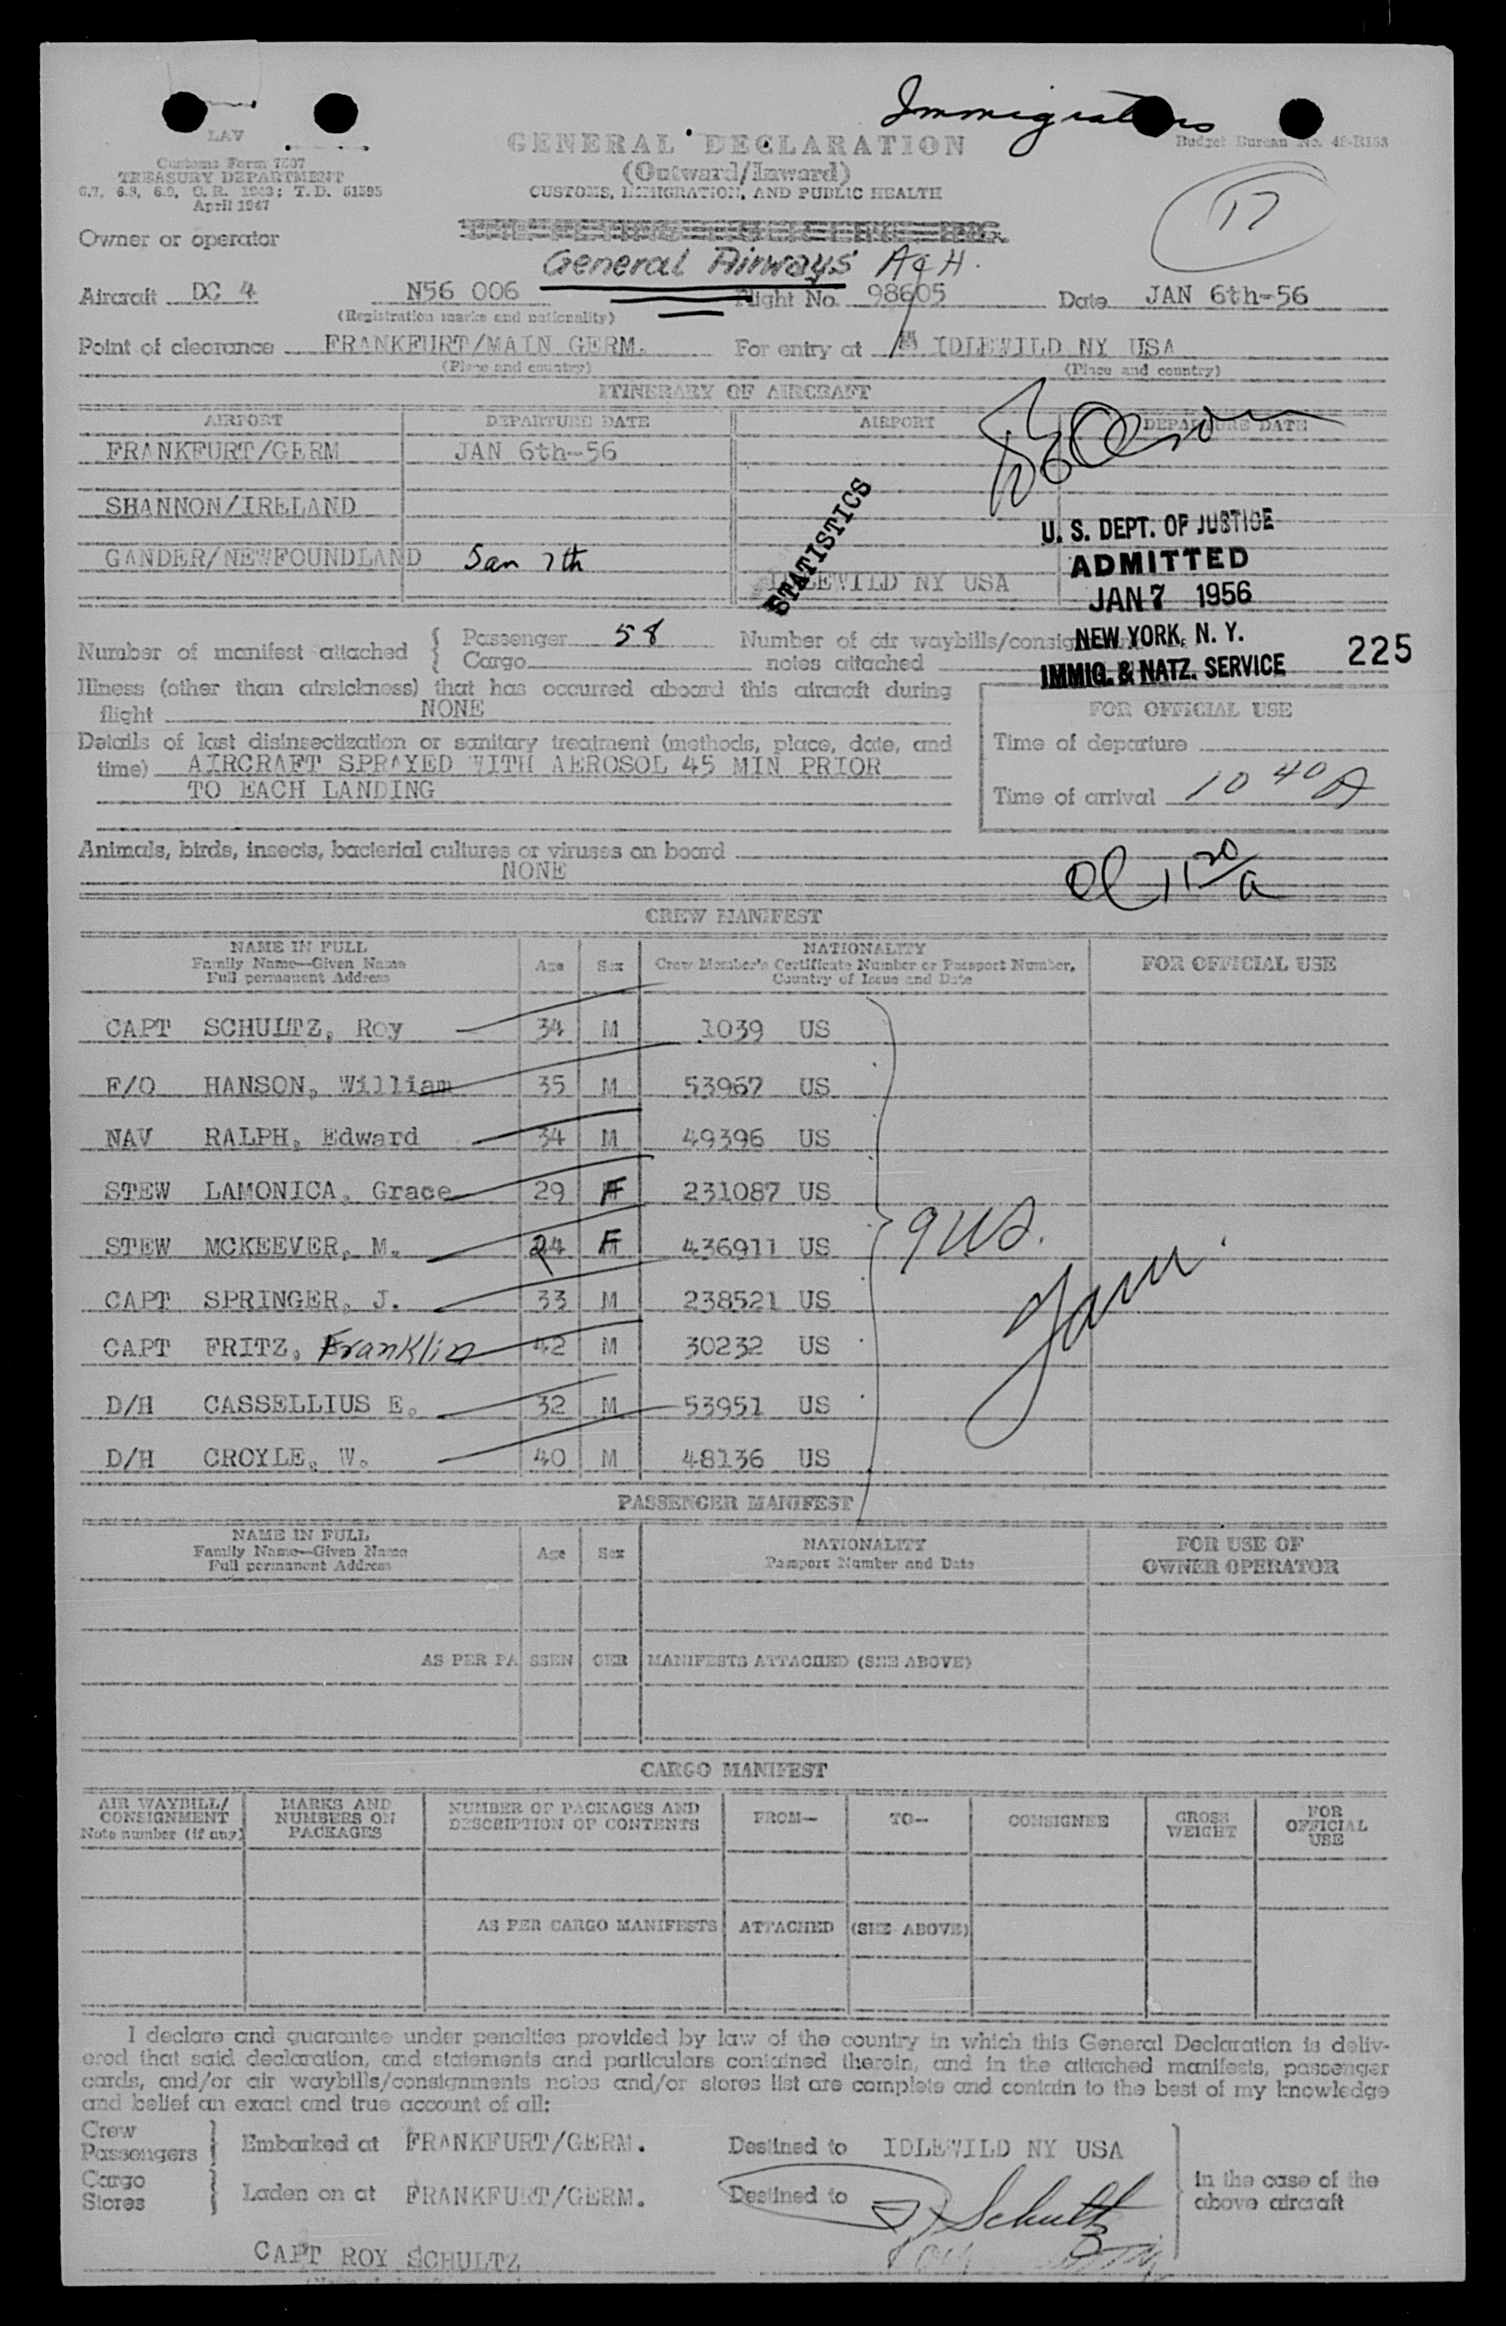 Immigration
LAV
Customs Form 7507
TREASURY DEPARTMENT
6.7, 6.8, 6.9, C. R. 1943; T. D. 51595
April 1947
GENERAL DECLARATION
(Outward/Inward)
CUSTOMS, IMMIGRATION, AND PUBLIC HEALTH
Budget Bureau No. 48-R153
17
Owner or operator
General Airways
Aircraft DC 4 N56 006 Flight No. 98605 Date JAN 6th-56
(Registration marks and nationality)
Point of clearance FRANKFURT/MAIN GERM. For entry at IDLEWILD NY USA
(Place and country) (Place and country)
ITINERARY OF AIRCRAFT
AIRPORT DEPARTURE DATE AIRPORT DEPARTURE DATE
FRANKFURT/GERM JAN 6th-56
SHANNON/IRELAND
GANDER/NEWFOUNDLAND Jan 7th
IDLEWILD NY USA
STATISTICS
U. S. DEPT. OF JUSTICE
ADMITTED
JAN 7 1956
NEW YORK, N. Y.
IMMIG. & NATZ. SERVICE
225
Number of manifest attached { Passenger 58 Number of air waybills/consignment
Cargo notes attached
Illness (other than airsickness) that has occurred aboard this aircraft during
flight NONE
Details of last disinsectization or sanitary treatment (methods, place, date, and
time) AIRCRAFT SPRAYED WITH AEROSOL 45 MIN PRIOR
TO EACH LANDING
FOR OFFICIAL USE
Time of departure
Time of arrival 10 40 A
Animals, birds, insects, bacterial cultures or viruses on board
NONE
CREW MANIFEST
NAME IN FULL
Family Name—Given Name
Full permanent Address
Age Sex
NATIONALITY
Crew Member's Certificate Number or Passport Number,
Country of Issue and Date
FOR OFFICIAL USE
CAPT SCHULTZ, Roy 34 M 1039 US
F/O HANSON, William 35 M 53967 US
NAV RALPH, Edward 34 M 49396 US
STEW LAMONICA, Grace 29 F 231087 US
STEW MCKEEVER, M. 24 F 436911 US
CAPT SPRINGER, J. 33 M 238521 US
CAPT FRITZ, Franklin 42 M 30232 US
D/H CASSELLIUS E. 32 M 53951 US
D/H CROYLE, W. 40 M 48136 US
9 US.
PASSENGER MANIFEST
NAME IN FULL
Family Name—Given Name
Full permanent Address
Age Sex
NATIONALITY
Passport Number and Date
FOR USE OF
OWNER OPERATOR
AS PER PASSENGER MANIFESTS ATTACHED (SEE ABOVE)
CARGO MANIFEST
AIR WAYBILL/
CONSIGNMENT
Note number (if any)
MARKS AND
NUMBERS ON
PACKAGES
NUMBER OF PACKAGES AND
DESCRIPTION OF CONTENTS
FROM— TO— CONSIGNEE
GROSS
WEIGHT
FOR
OFFICIAL
USE
AS PER CARGO MANIFESTS ATTACHED (SEE ABOVE)
I declare and guarantee under penalties provided by law of the country in which this General Declaration is deliv-
ered that said declaration, and statements and particulars contained therein, and in the attached manifests, passenger
cards, and/or air waybills/consignments notes and/or stores list are complete and contain to the best of my knowledge
and belief an exact and true account of all:
Crew
Passengers } Embarked at FRANKFURT/GERM. Destined to IDLEWILD NY USA
Cargo
Stores } Laden on at FRANKFURT/GERM. Destined to
in the case of the
above aircraft
Schultz
CAPT ROY SCHULTZ